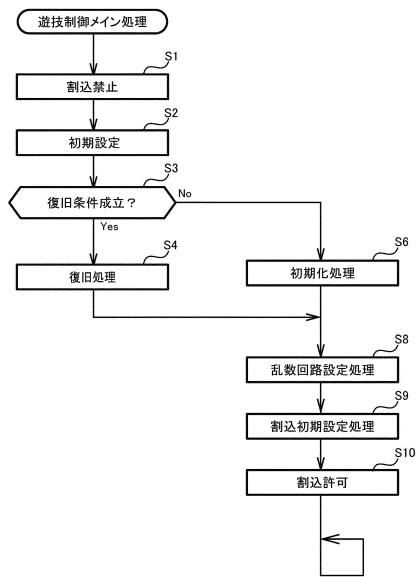 遊技制御メイン処理
S1
割込禁止
S2
初期設定
S3
復旧条件成立？
No
Yes
S4
復旧処理
S6
初期化処理
S8
乱数回路設定処理
S9
割込初期設定処理
S10
割込許可